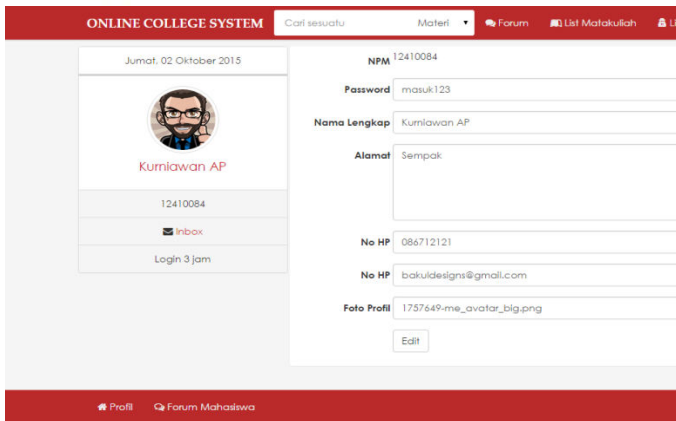 ONLINE COLLEGE SYSTEM Cari sesuatu Materi Forum List Matakuliah
Jumat, 02 Oktober 2015
Kurniawan AP
12410084
Inbox
Login 3 jam
NPM 12410084
Password masuk123
Nama Lengkap Kurniawan AP
Alamat Sempak
No HP 086712121
No HP bakuldesigns@gmail.com
Foto Profil 1757649-me_avatar_big.png
Edit
Profil Forum Mahasiswa